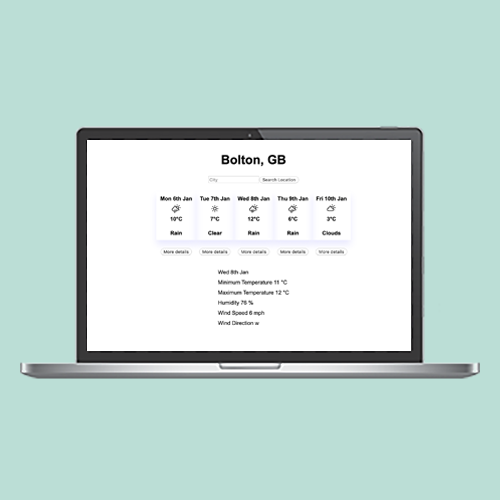 Bolton, GB
City Search Location
Mon 6th Jan Tue 7th Jan Wed 8th Jan Thu 9th Jan Fri 10th Jan
10°C 7°C 12°C 6°C 3°C
Rain Clear Rain Rain Clouds
More details More details More details More details More details
Wed 8th Jan
Minimum Temperature 11 °C
Maximum Temperature 12 °C
Humidity 76 %
Wind Speed 6 mph
Wind Direction w